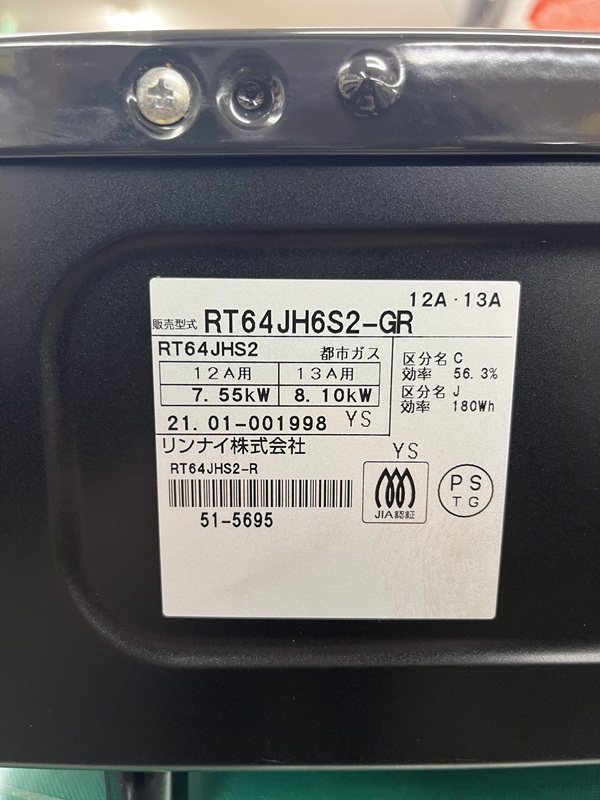 12A・13A
販売型式 RT64JH6S2-GR
RT64JHS2 都市ガス
12A用 13A用
7.55kW 8.10kW
21.01-001998 YS
区分名 C
効率 56.3%
区分名 J
効率 180Wh
リンナイ株式会社
YS
RT64JHS2-R
51-5695
JIA認証
PS
TG